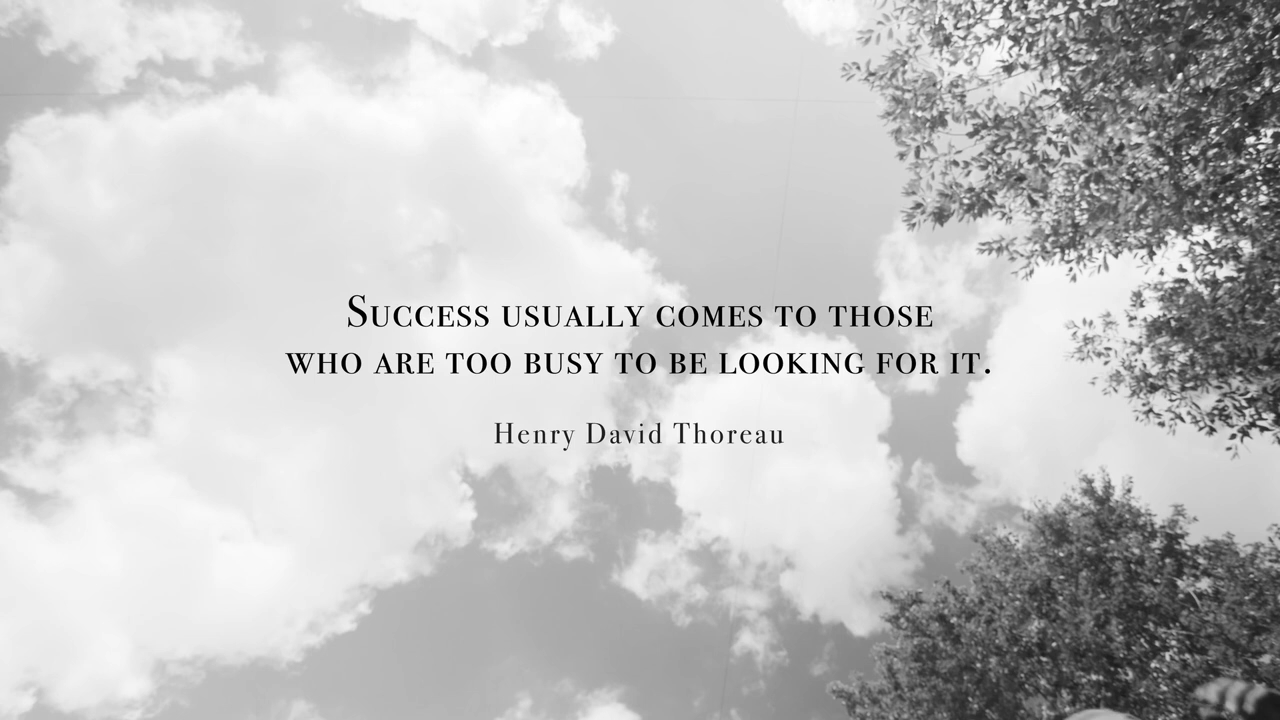 Success usually comes to those
who are too busy to be looking for it.
Henry David Thoreau